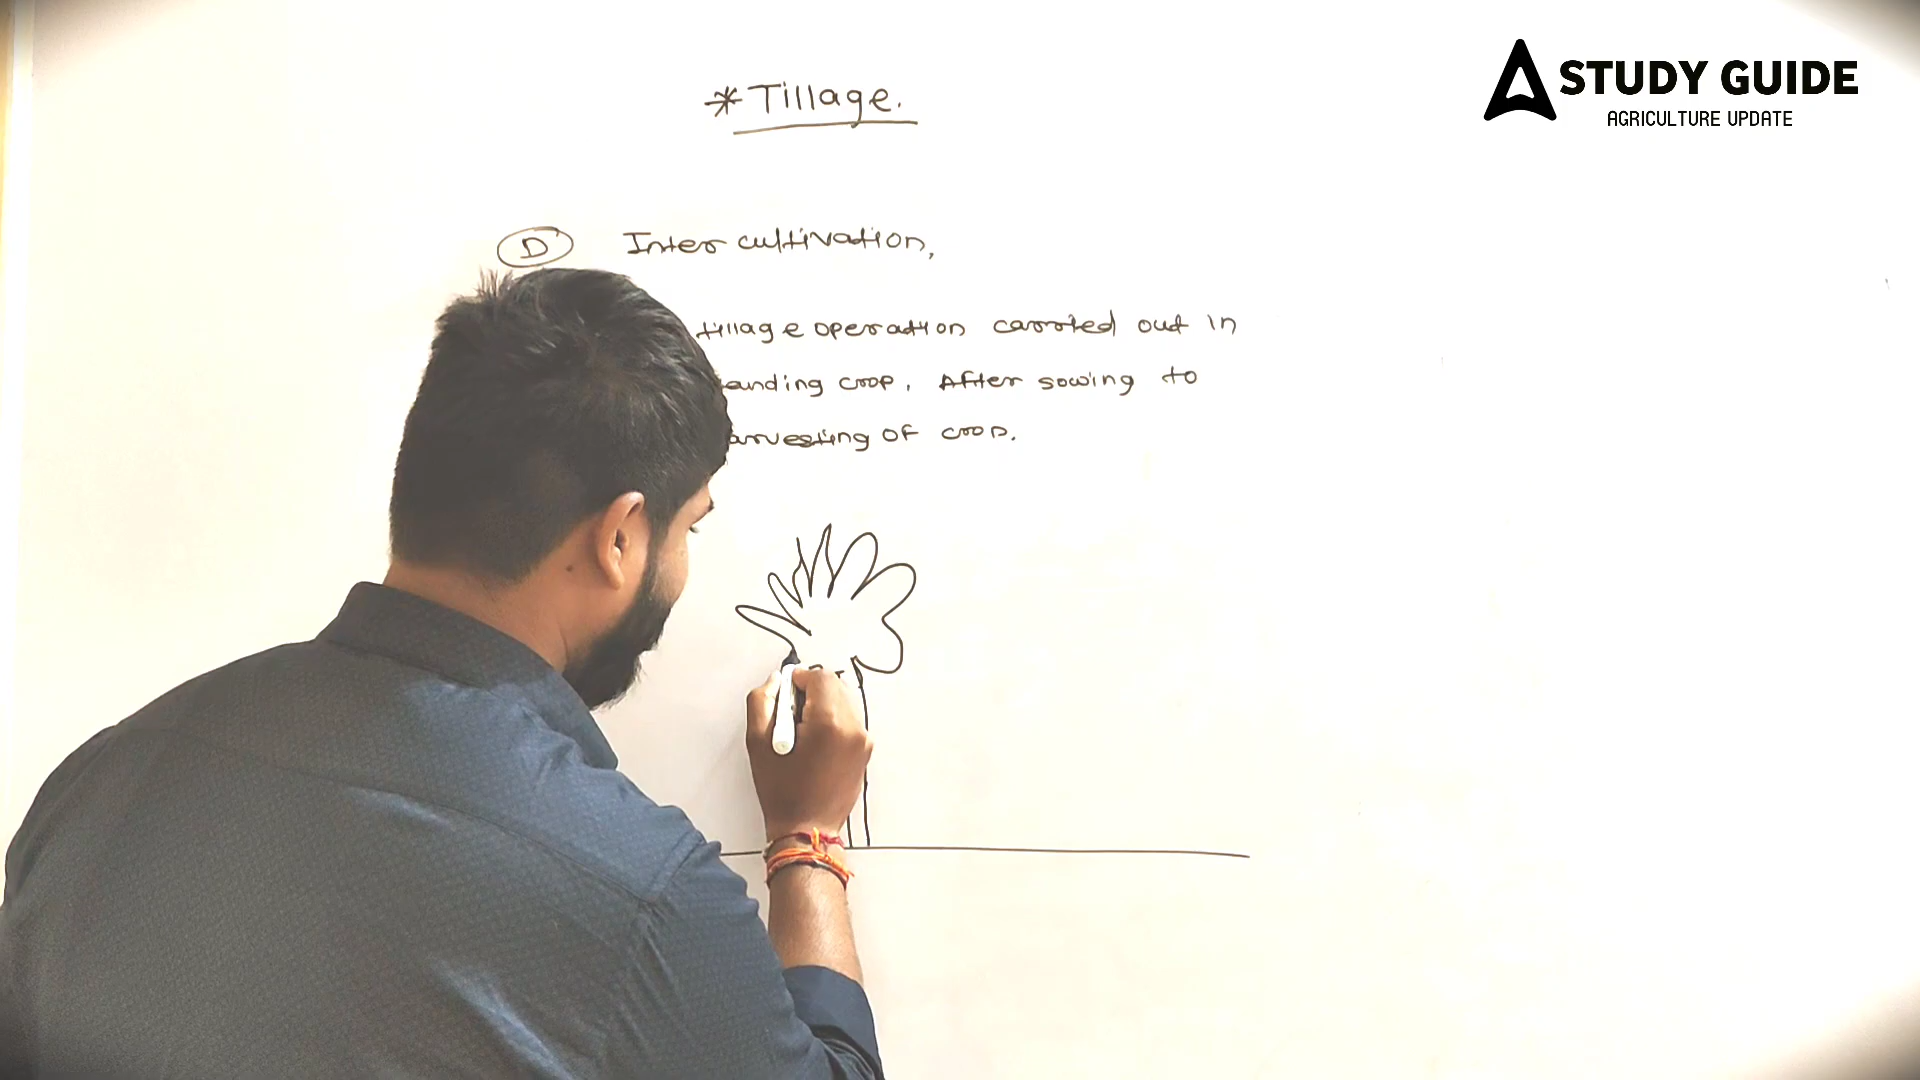 * Tillage.
STUDY GUIDE
AGRICULTURE UPDATE
D Inter cultivation,
tillage operation carried out in
anding crop. After sowing to
arvesting of crop.